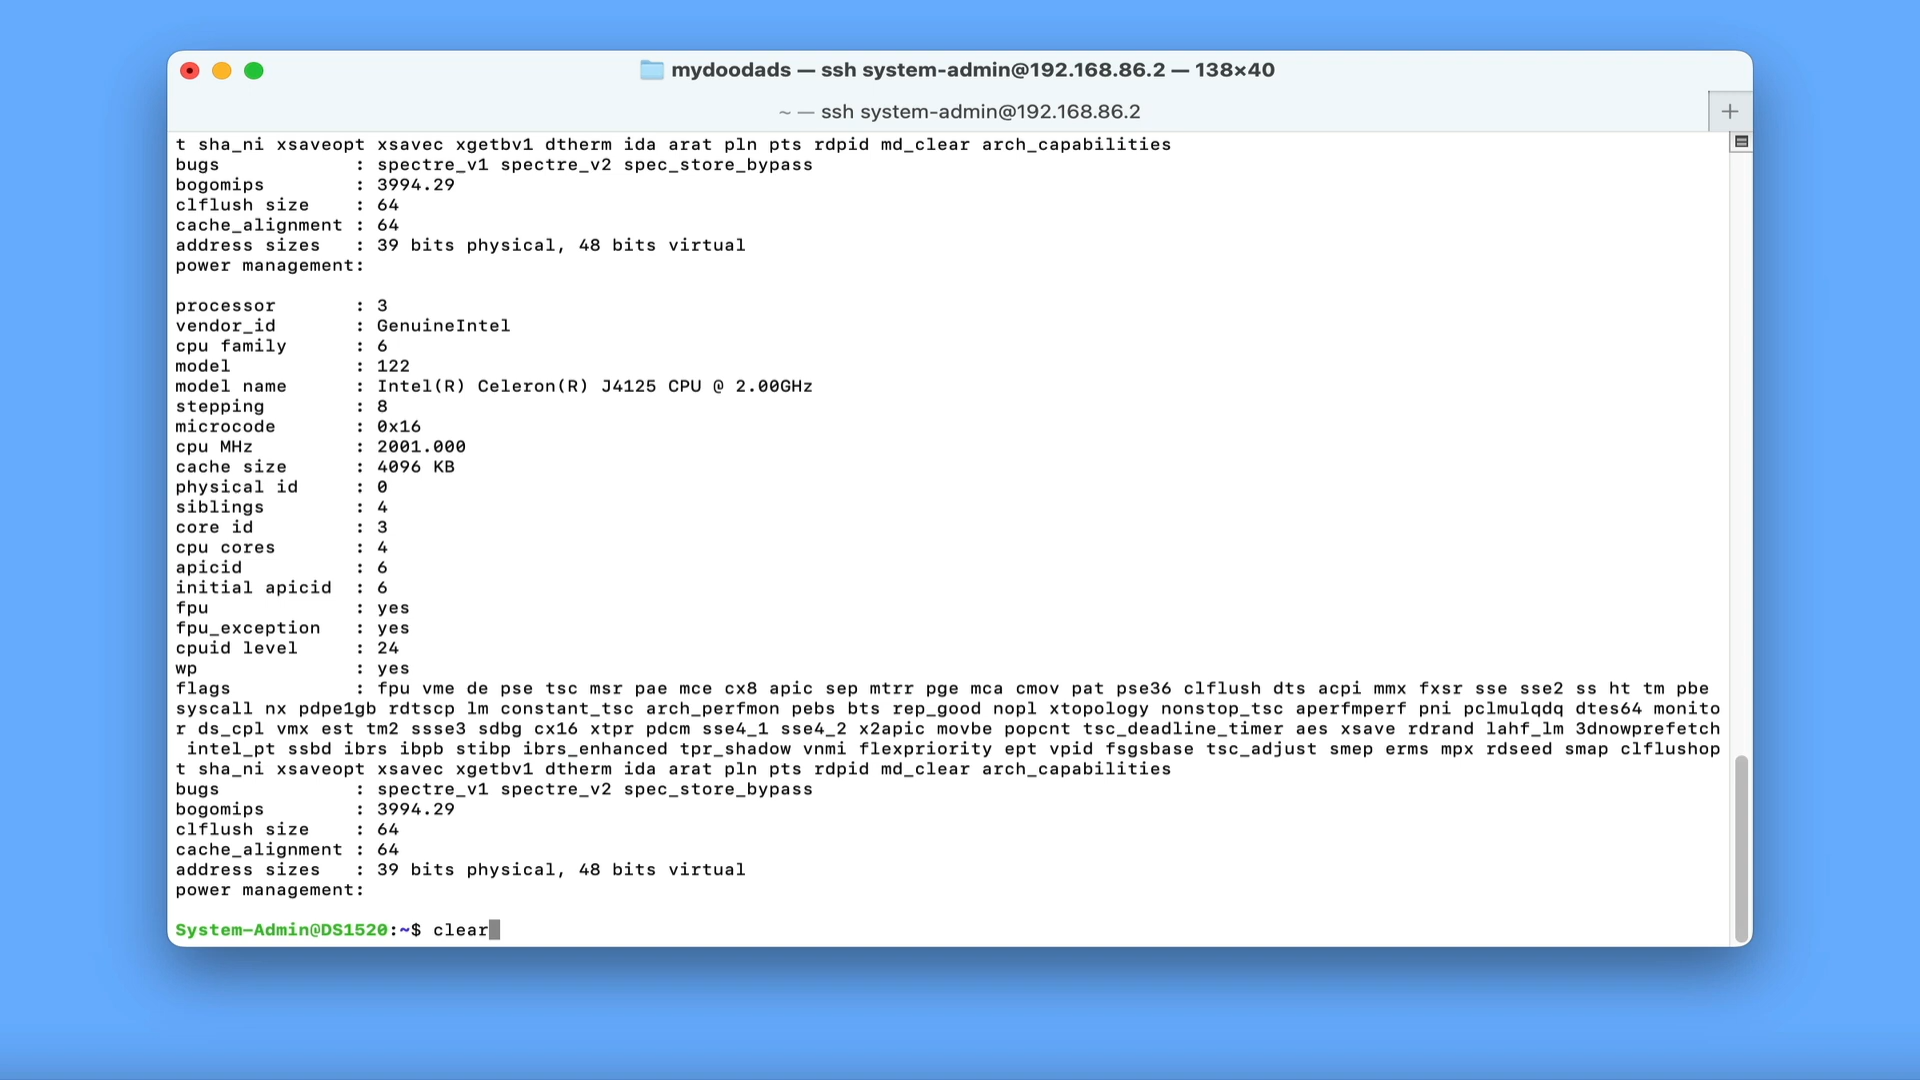 mydoodads — ssh system-admin@192.168.86.2 — 138×40
~ — ssh system-admin@192.168.86.2
t sha_ni xsaveopt xsavec xgetbv1 dtherm ida arat pln pts rdpid md_clear arch_capabilities
bugs            : spectre_v1 spectre_v2 spec_store_bypass
bogomips        : 3994.29
clflush size    : 64
cache_alignment : 64
address sizes   : 39 bits physical, 48 bits virtual
power management:
processor       : 3
vendor_id       : GenuineIntel
cpu family      : 6
model           : 122
model name      : Intel(R) Celeron(R) J4125 CPU @ 2.00GHz
stepping        : 8
microcode       : 0x16
cpu MHz         : 2001.000
cache size      : 4096 KB
physical id     : 0
siblings        : 4
core id         : 3
cpu cores       : 4
apicid          : 6
initial apicid  : 6
fpu             : yes
fpu_exception   : yes
cpuid level     : 24
wp              : yes
flags           : fpu vme de pse tsc msr pae mce cx8 apic sep mtrr pge mca cmov pat pse36 clflush dts acpi mmx fxsr sse sse2 ss ht tm pbe
syscall nx pdpe1gb rdtscp lm constant_tsc arch_perfmon pebs bts rep_good nopl xtopology nonstop_tsc aperfmperf pni pclmulqdq dtes64 monito
r ds_cpl vmx est tm2 ssse3 sdbg cx16 xtpr pdcm sse4_1 sse4_2 x2apic movbe popcnt tsc_deadline_timer aes xsave rdrand lahf_lm 3dnowprefetch
intel_pt ssbd ibrs ibpb stibp ibrs_enhanced tpr_shadow vnmi flexpriority ept vpid fsgsbase tsc_adjust smep erms mpx rdseed smap clflushop
t sha_ni xsaveopt xsavec xgetbv1 dtherm ida arat pln pts rdpid md_clear arch_capabilities
bugs            : spectre_v1 spectre_v2 spec_store_bypass
bogomips        : 3994.29
clflush size    : 64
cache_alignment : 64
address sizes   : 39 bits physical, 48 bits virtual
power management:
System-Admin@DS1520:~$ clear